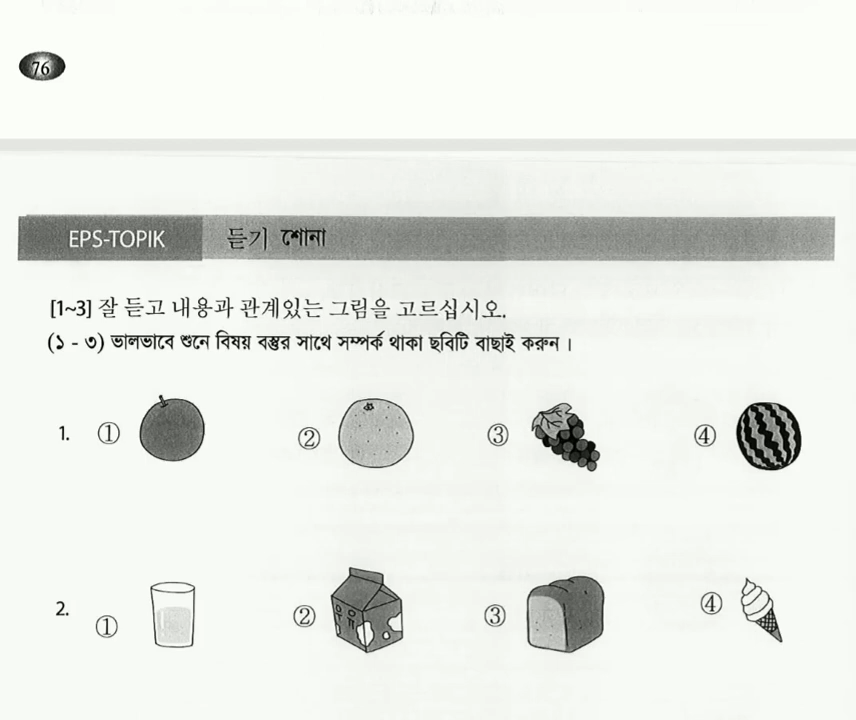 76
EPS-TOPIK 듣기 শোনা
[1~3] 잘 듣고 내용과 관계있는 그림을 고르십시오.
(১ - ৩) ভালভাবে শুনে বিষয় বস্তুর সাথে সম্পর্ক থাকা ছবিটি বাছাই করুন।
1. ① ② ③ ④
2. ① ② ③ ④
우유